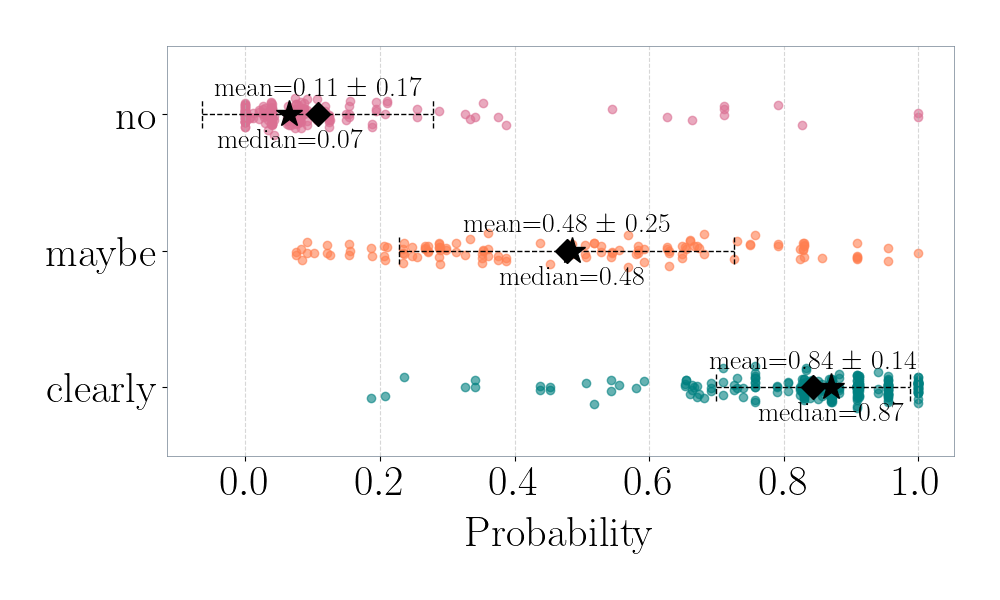 mean=0.11 ± 0.17
no
median=0.07
mean=0.48 ± 0.25
maybe
median=0.48
mean=0.84 ± 0.14
clearly
median=0.87
0.0 0.2 0.4 0.6 0.8 1.0
Probability